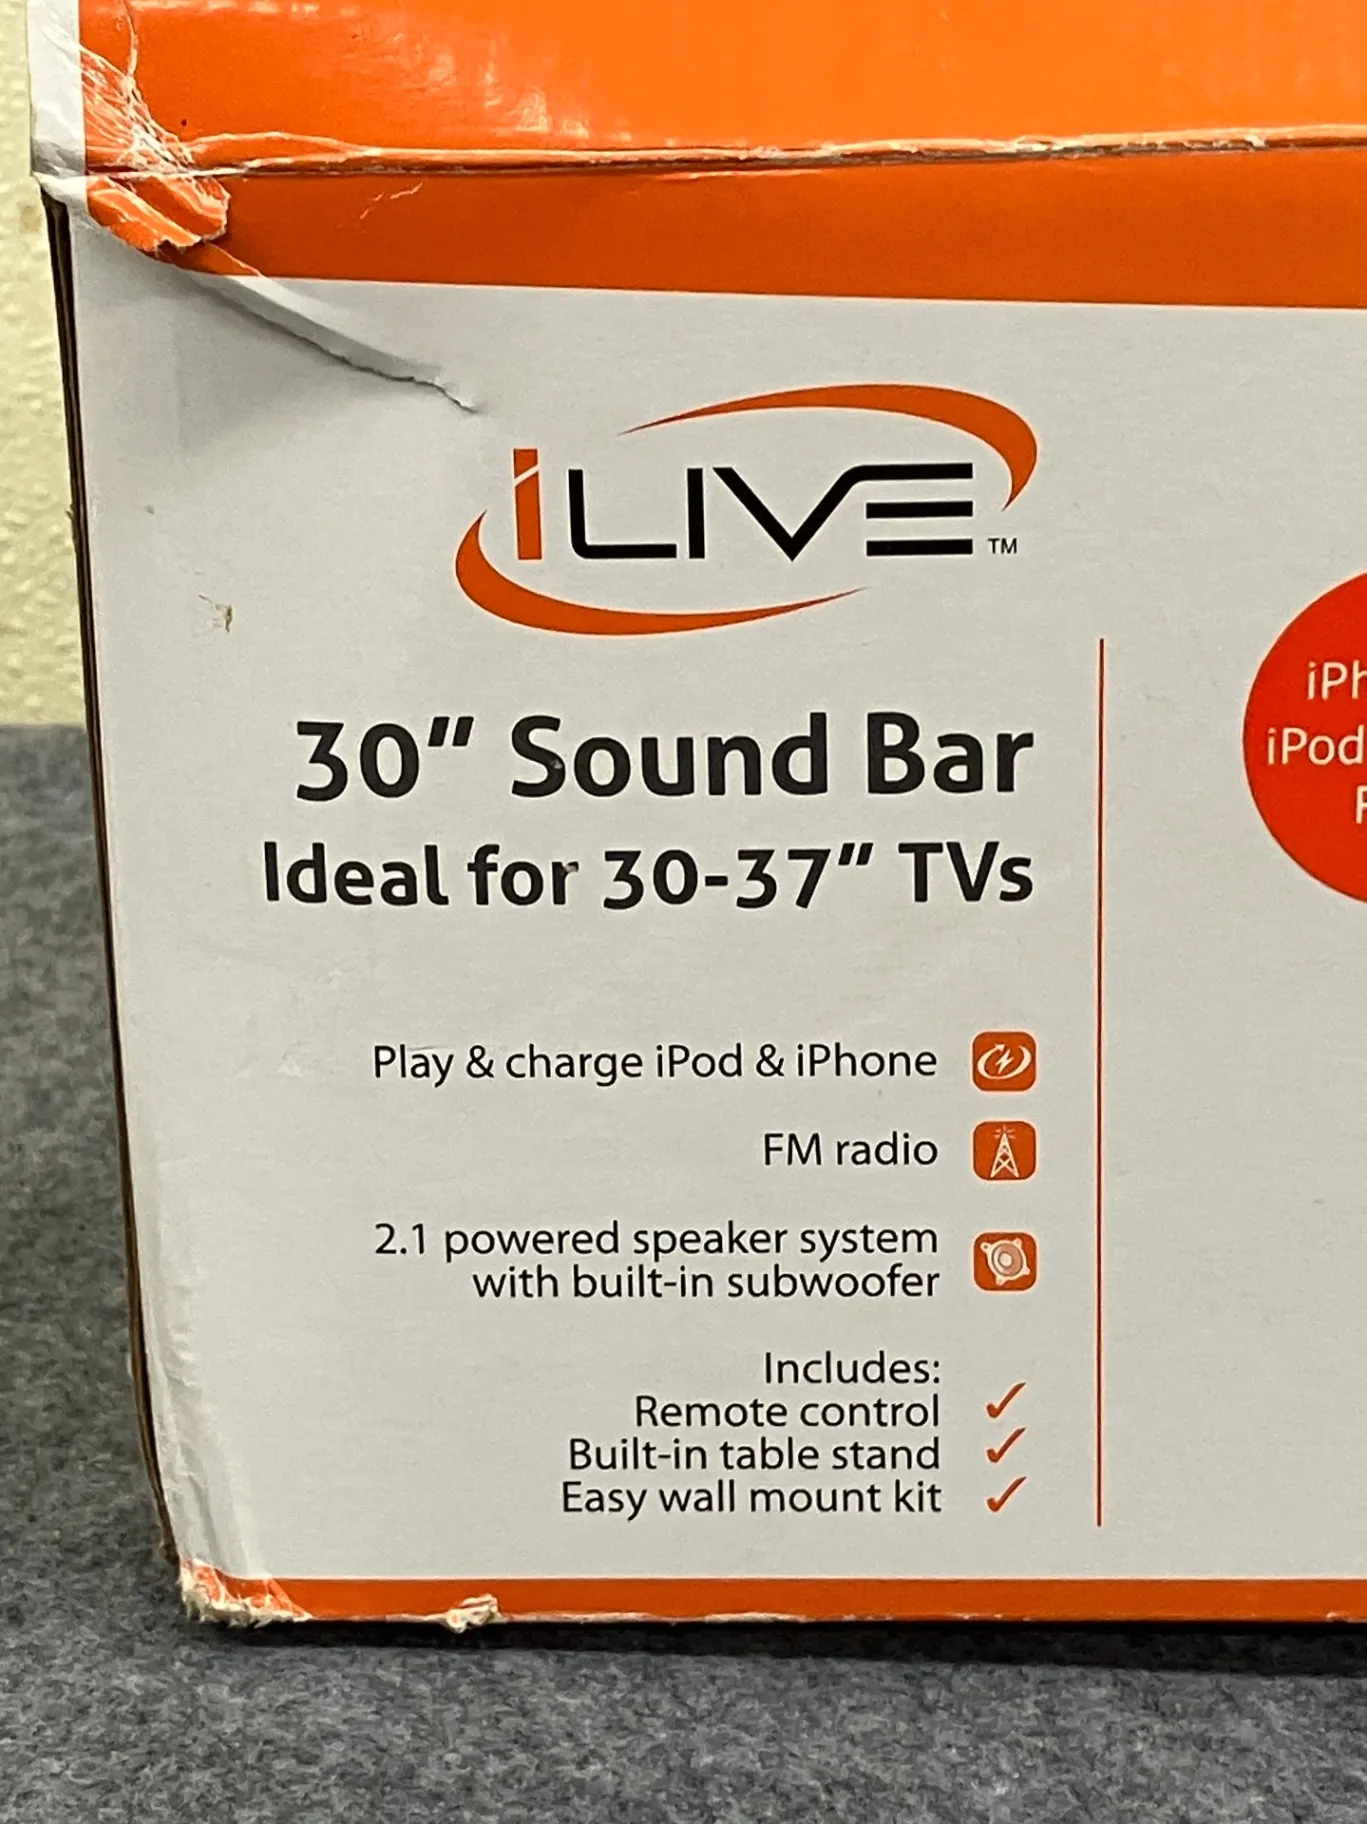 iLIVE™
30" Sound Bar
Ideal for 30-37" TVs
Play & charge iPod & iPhone
FM radio
2.1 powered speaker system
with built-in subwoofer
Includes:
Remote control ✓
Built-in table stand ✓
Easy wall mount kit ✓
iPod